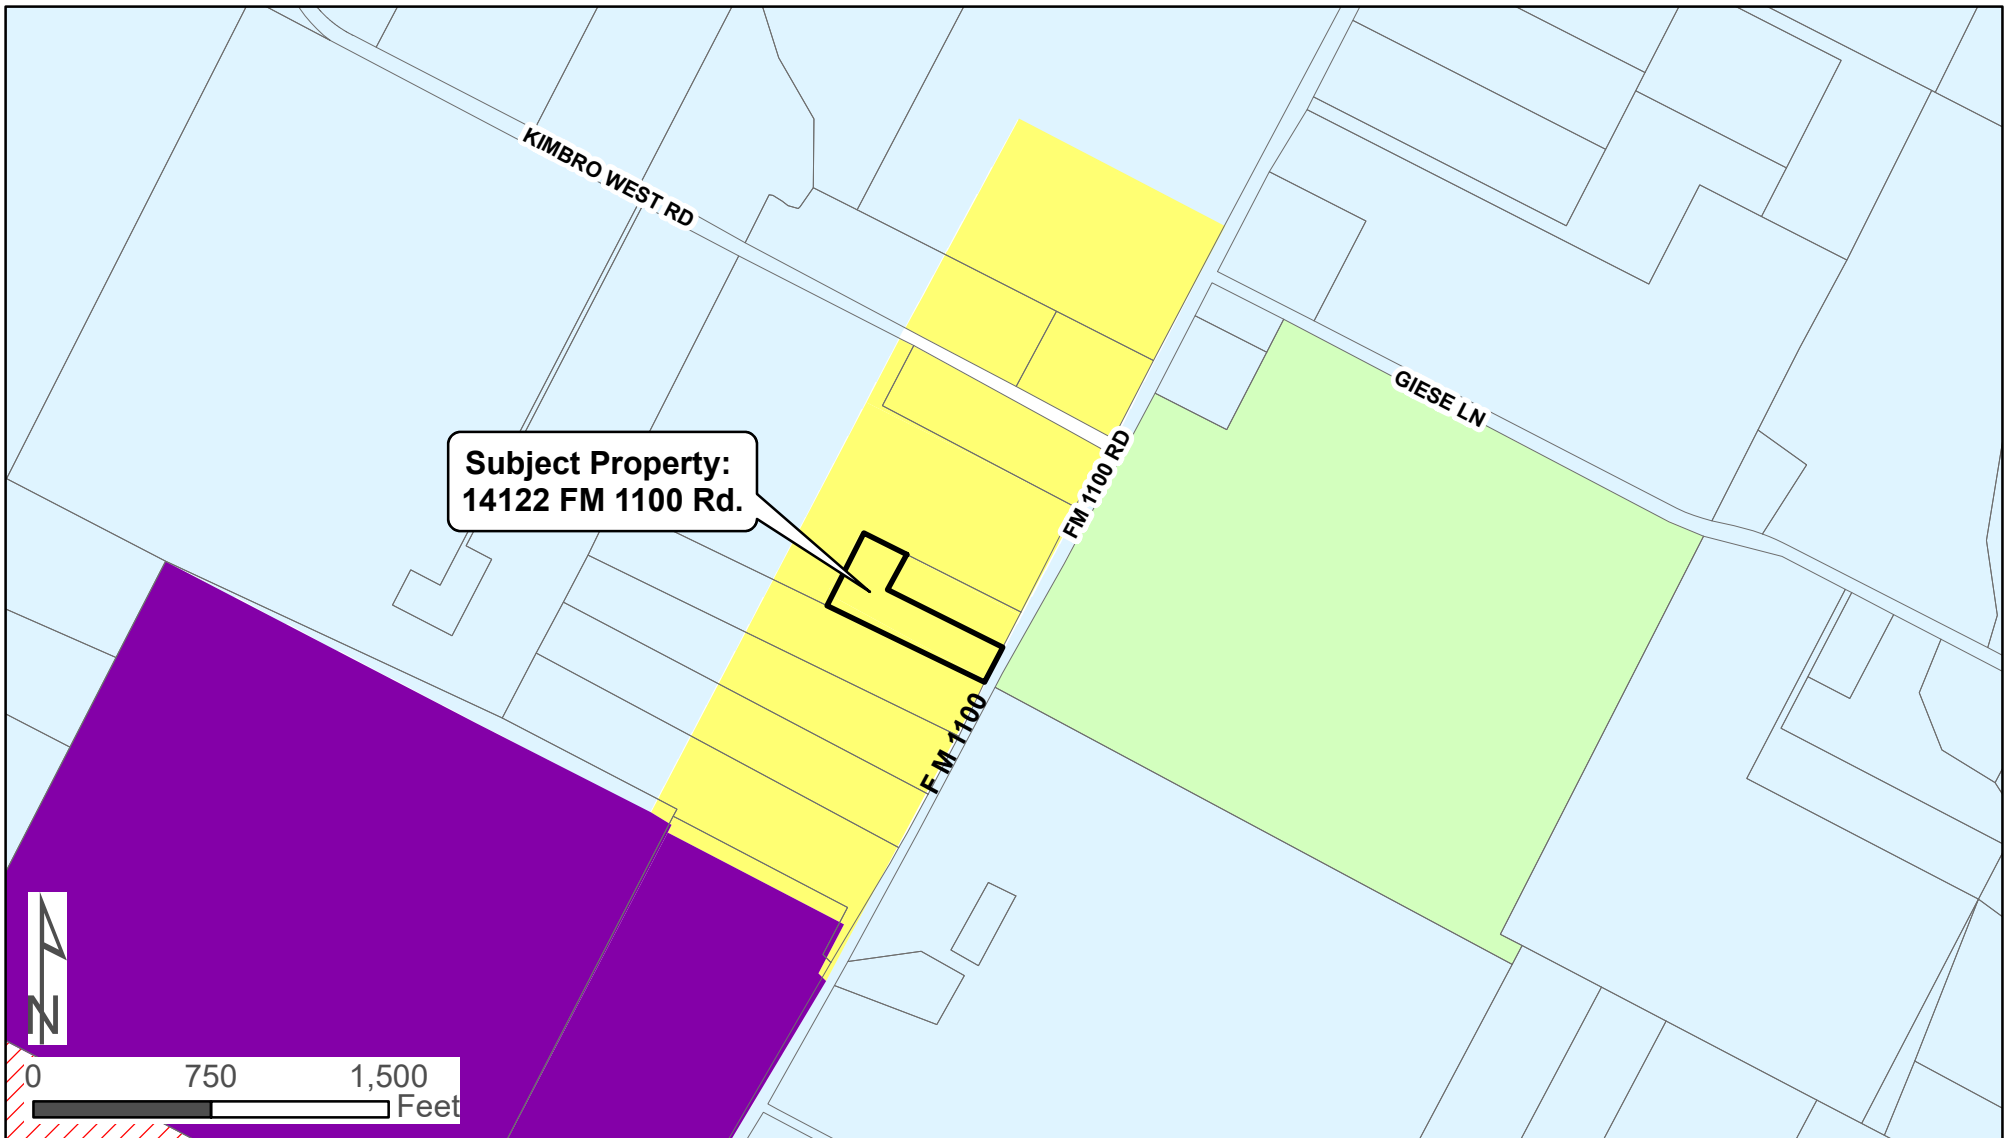 KIMBRO WEST RD
GIESE LN
Subject Property:
14122 FM 1100 Rd.
FM 1100 RD
F M 1100
N
0 750 1,500
Feet